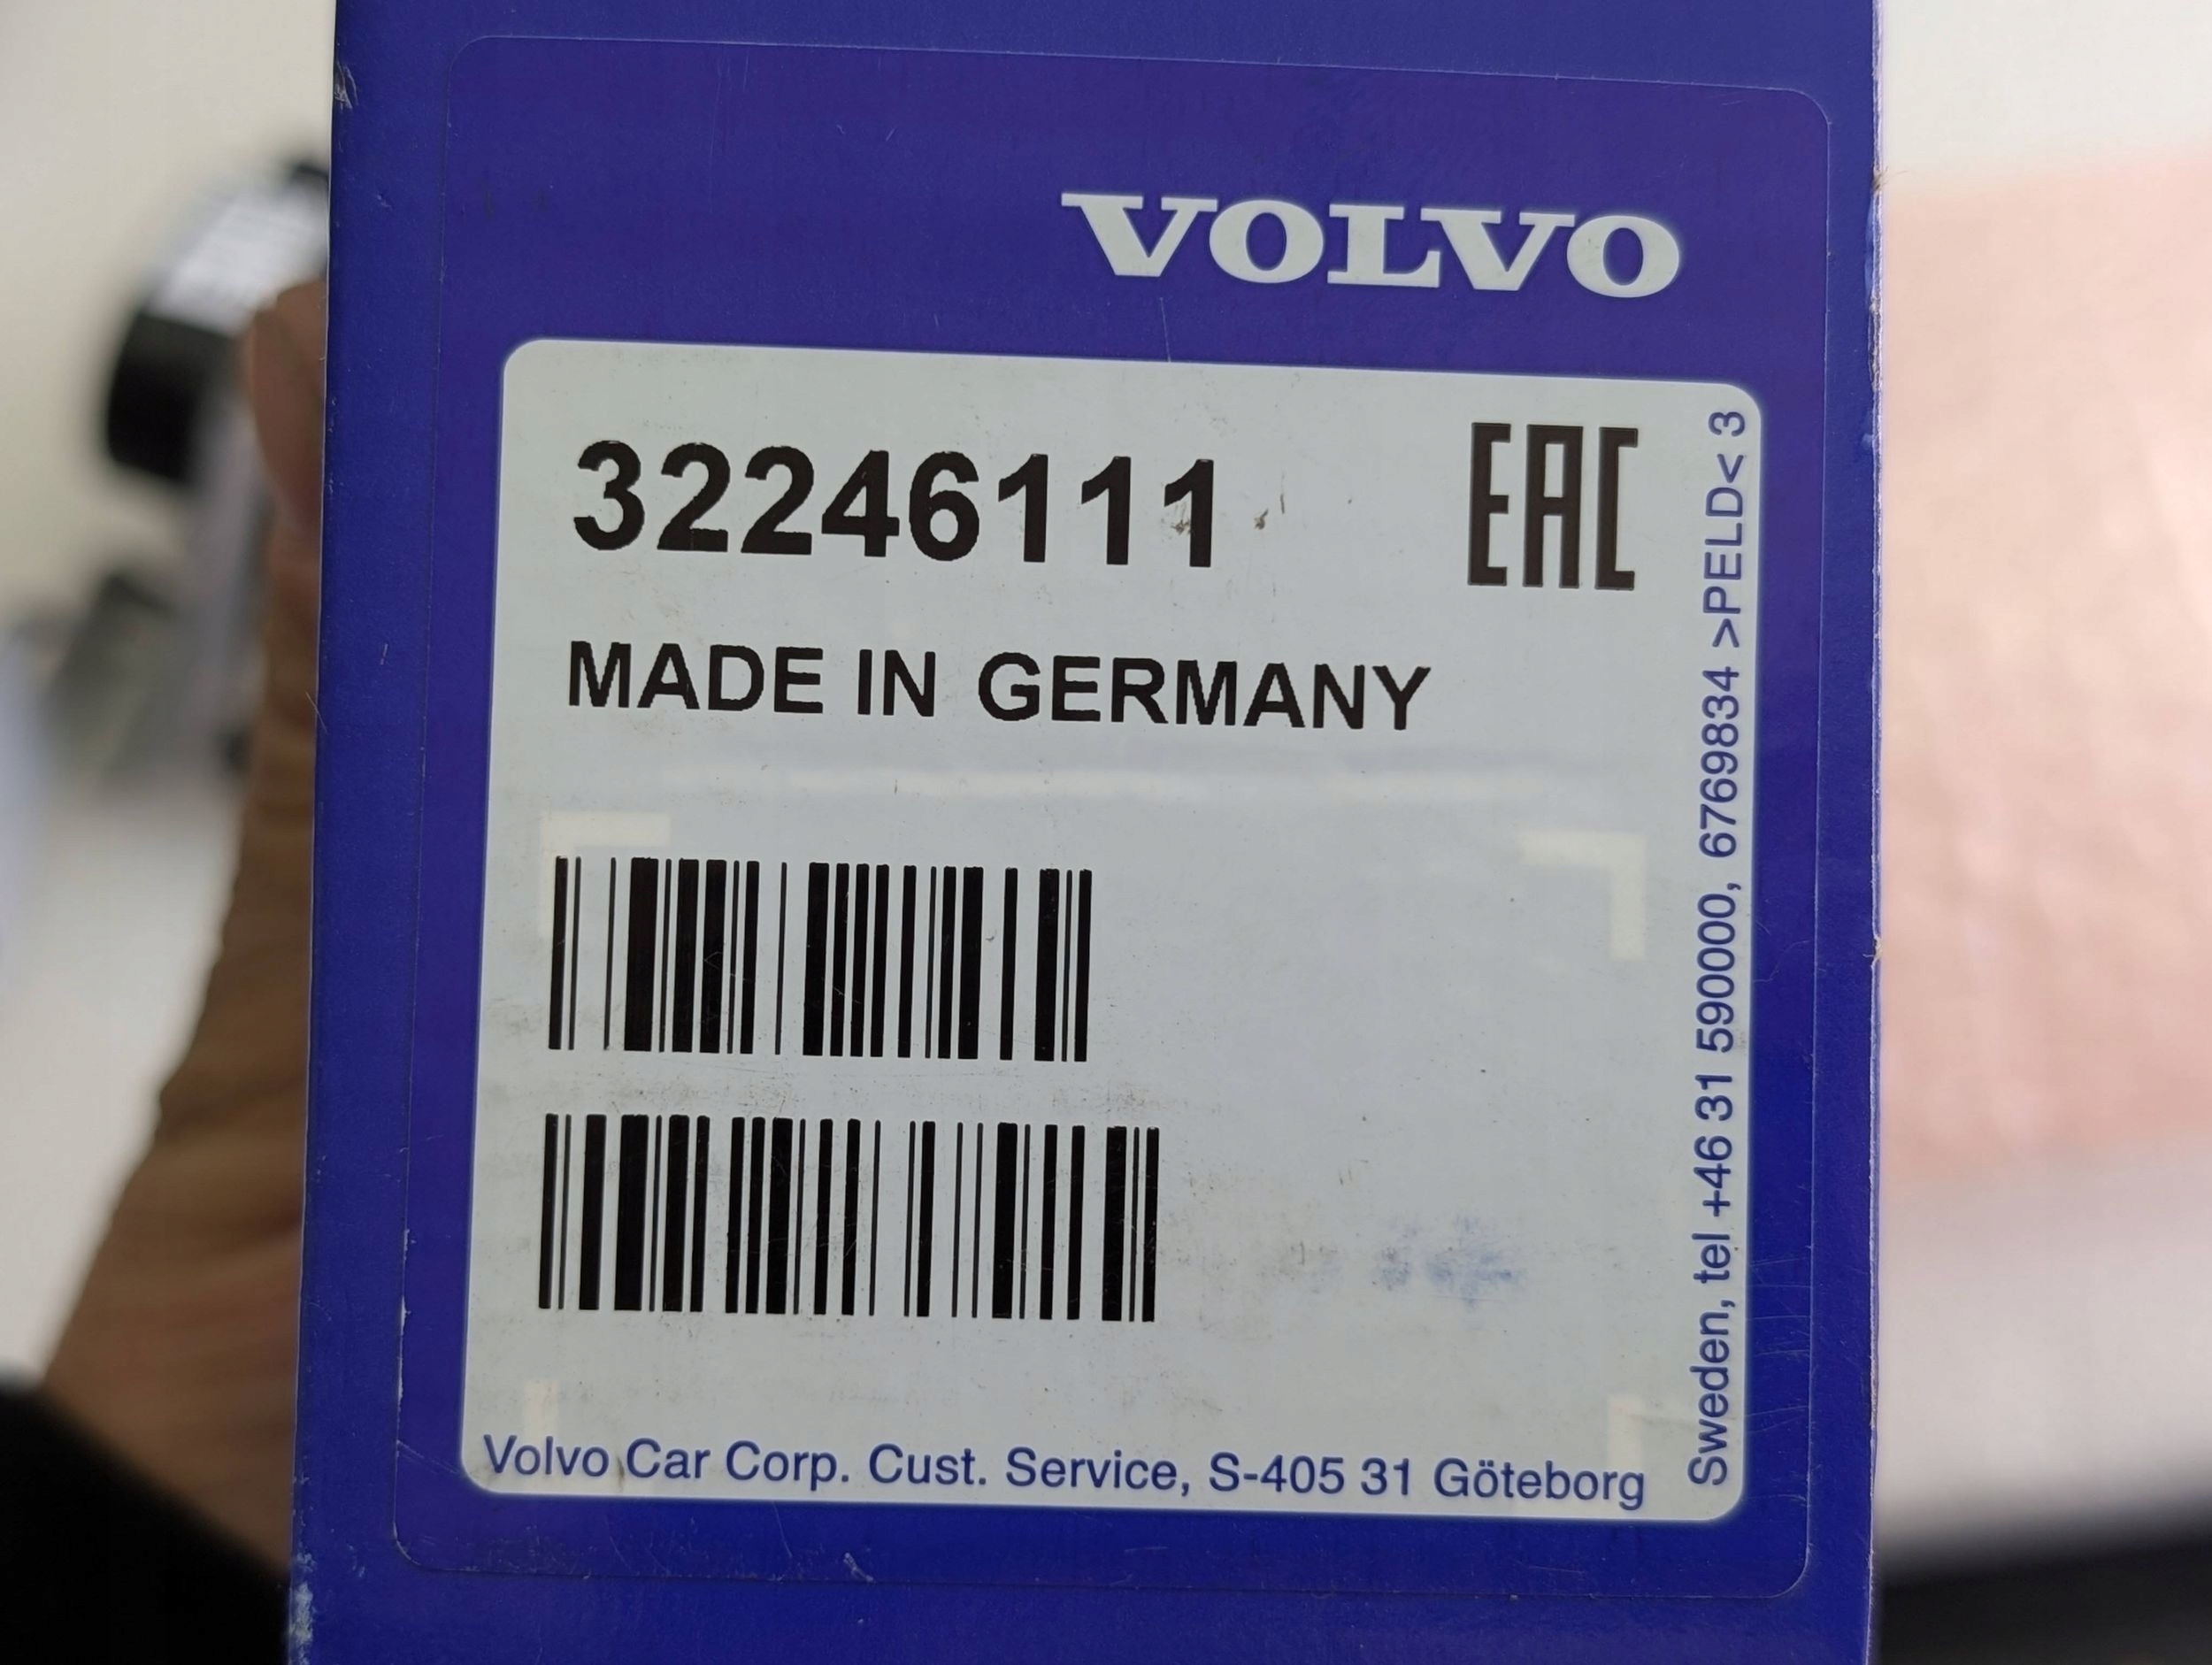 VOLVO
32246111
EAC
MADE IN GERMANY
Volvo Car Corp. Cust. Service, S-405 31 Göteborg
Sweden, tel +46 31 590000, 6769834 >PELD< 3